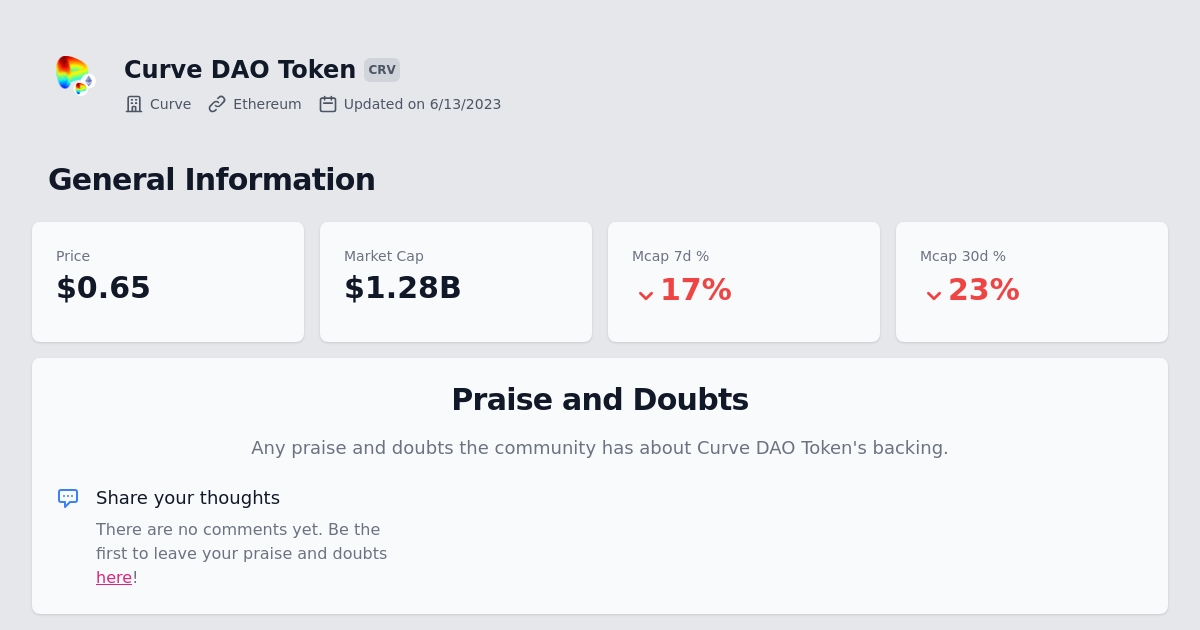 Curve DAO Token CRV
Curve Ethereum Updated on 6/13/2023
General Information
Price
$0.65
Market Cap
$1.28B
Mcap 7d %
17%
Mcap 30d %
23%
Praise and Doubts
Any praise and doubts the community has about Curve DAO Token's backing.
Share your thoughts
There are no comments yet. Be the
first to leave your praise and doubts
here!